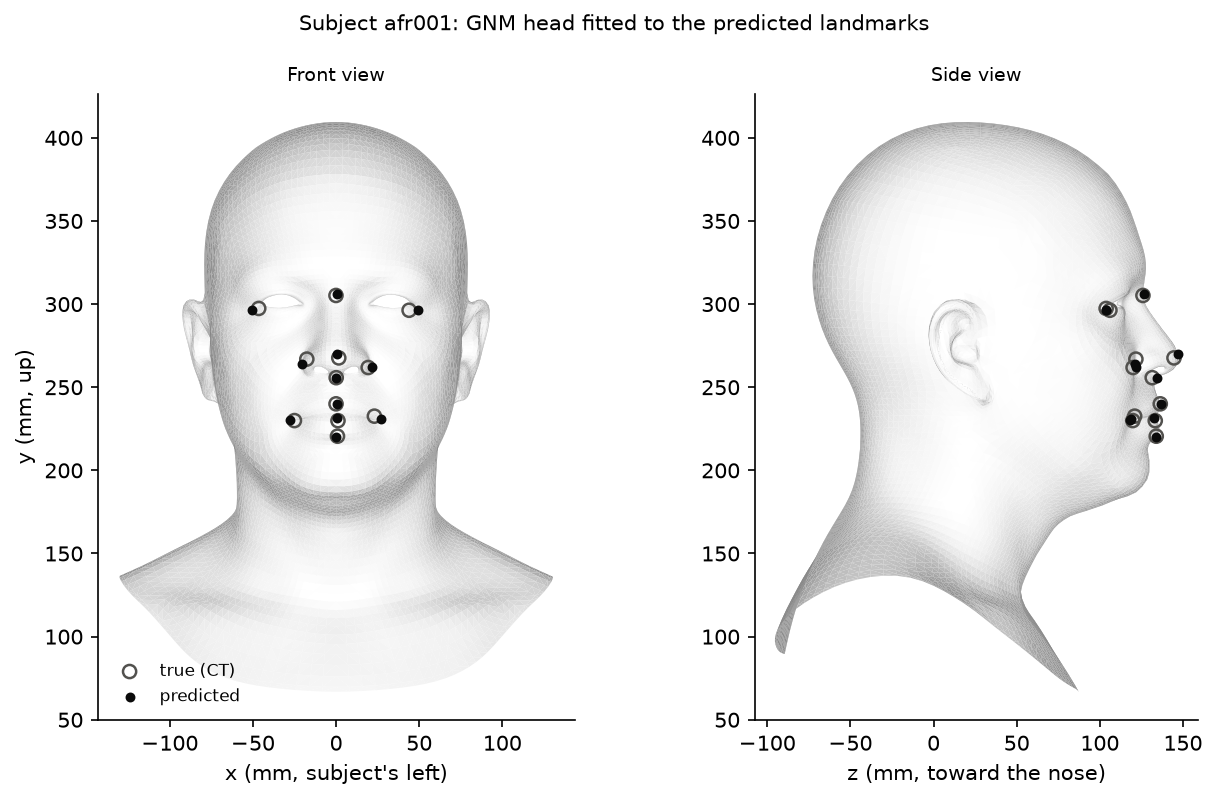 Subject afr001: GNM head fitted to the predicted landmarks
Front view
400
350
300
250
200
150
100
50
y (mm, up)
true (CT)
predicted
−100 −50 0 50 100
x (mm, subject's left)
Side view
400
350
300
250
200
150
100
50
−100 −50 0 50 100 150
z (mm, toward the nose)